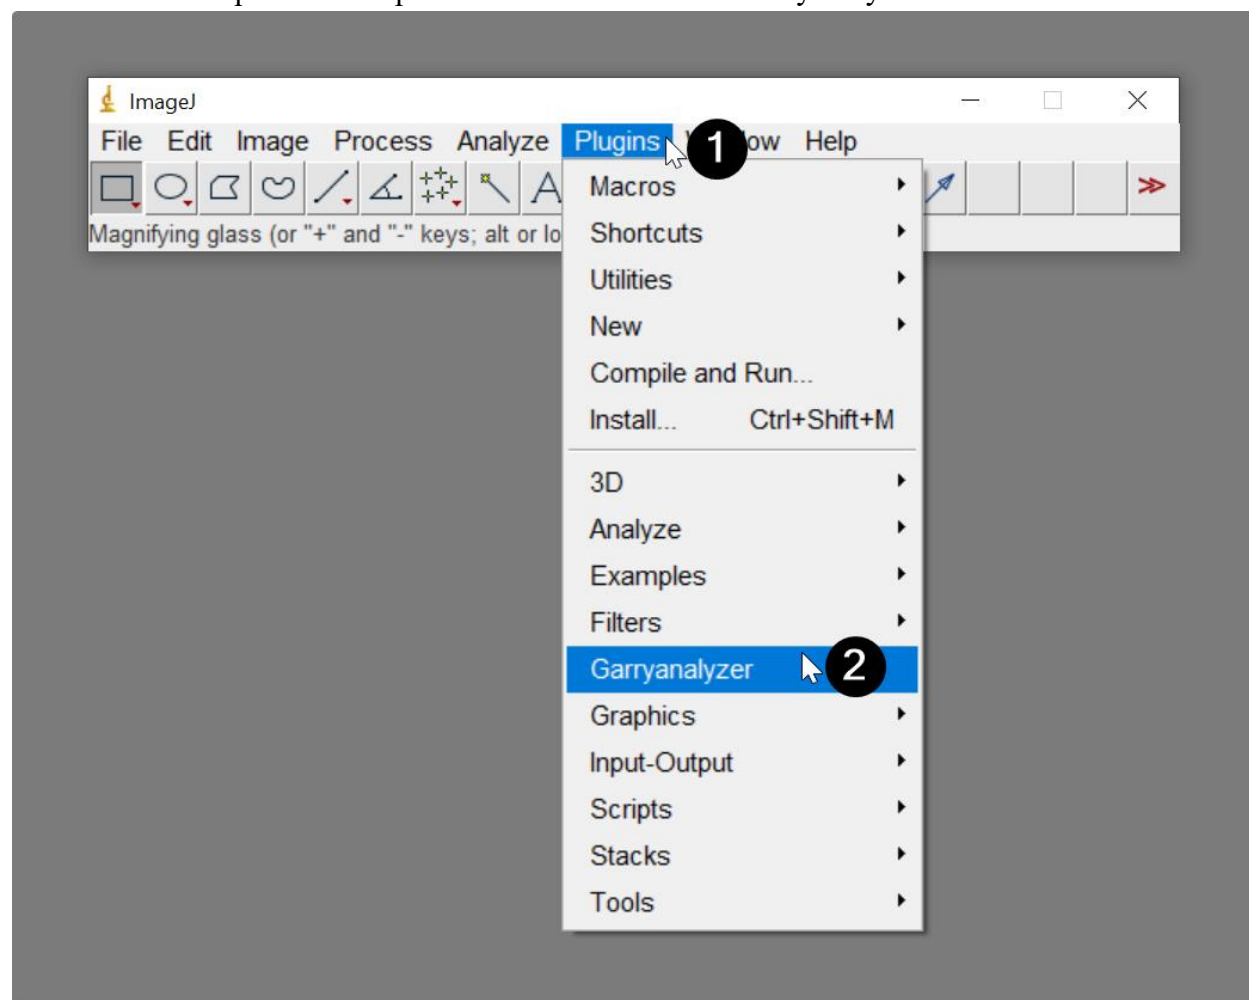 ImageJ
File Edit Image Process Analyze Plugins 1 ow Help
Magnifying glass (or "+" and "-" keys; alt or lo
Macros
Shortcuts
Utilities
New
Compile and Run...
Install... Ctrl+Shift+M
3D
Analyze
Examples
Filters
Garryanalyzer 2
Graphics
Input-Output
Scripts
Stacks
Tools